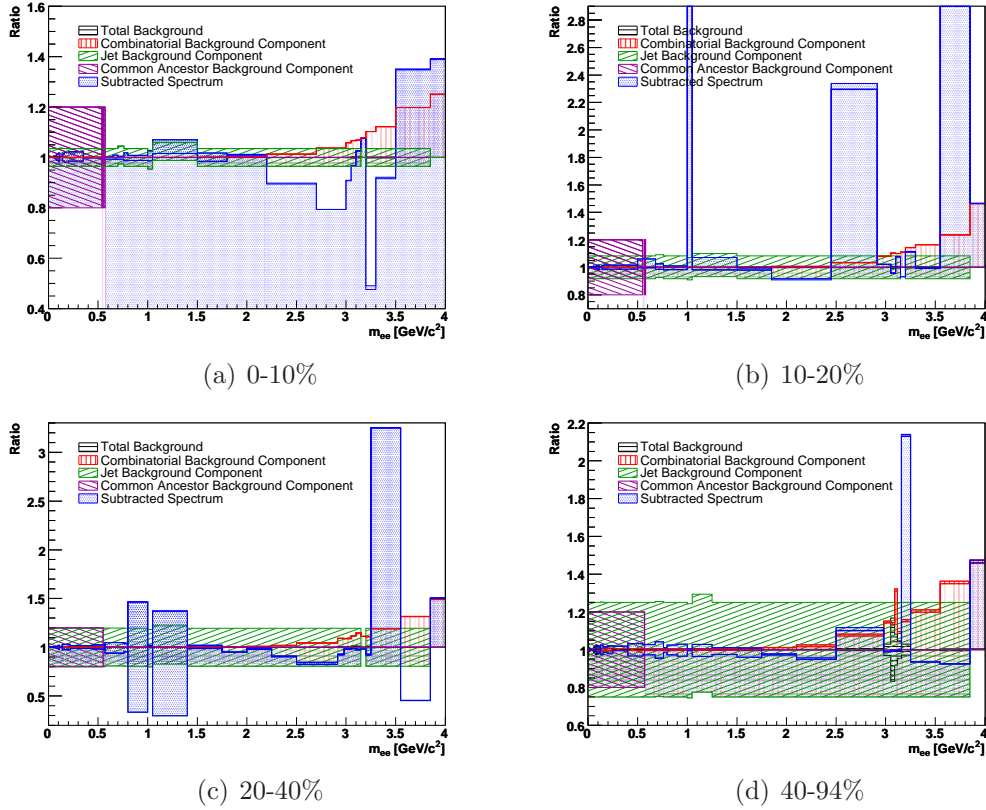 Ratio
1.6
1.4
1.2
1
0.8
0.6
0.4
Total Background
Combinatorial Background Component
Jet Background Component
Common Ancestor Background Component
Subtracted Spectrum
0 0.5 1 1.5 2 2.5 3 3.5 4
m_ee [GeV/c²]
(a) 0-10%
Ratio
2.8
2.6
2.4
2.2
2
1.8
1.6
1.4
1.2
1
0.8
Total Background
Combinatorial Background Component
Jet Background Component
Common Ancestor Background Component
Subtracted Spectrum
0 0.5 1 1.5 2 2.5 3 3.5 4
m_ee [GeV/c²]
(b) 10-20%
Ratio
3
2.5
2
1.5
1
0.5
Total Background
Combinatorial Background Component
Jet Background Component
Common Ancestor Background Component
Subtracted Spectrum
0 0.5 1 1.5 2 2.5 3 3.5 4
m_ee [GeV/c²]
(c) 20-40%
Ratio
2.2
2
1.8
1.6
1.4
1.2
1
0.8
0.6
Total Background
Combinatorial Background Component
Jet Background Component
Common Ancestor Background Component
Subtracted Spectrum
0 0.5 1 1.5 2 2.5 3 3.5 4
m_ee [GeV/c²]
(d) 40-94%